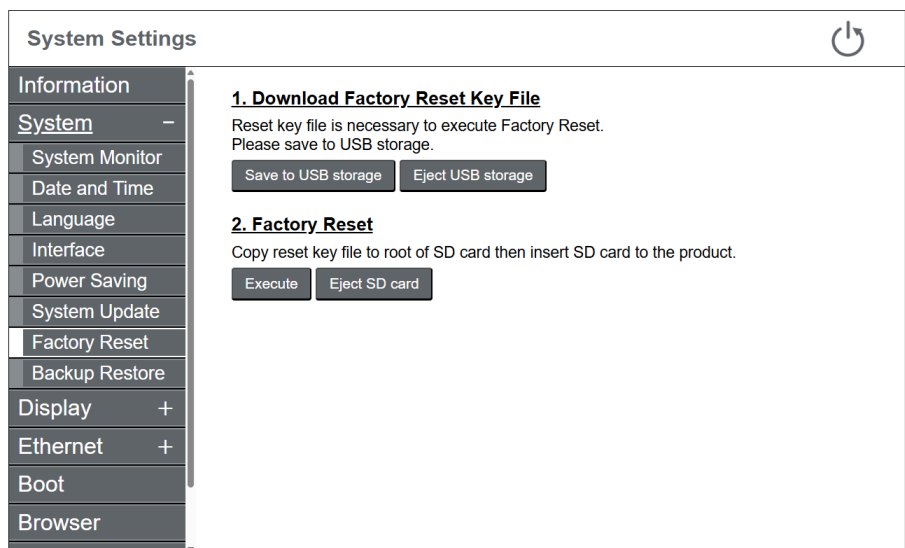 System Settings
Information
System −
System Monitor
Date and Time
Language
Interface
Power Saving
System Update
Factory Reset
Backup Restore
Display +
Ethernet +
Boot
Browser
1. Download Factory Reset Key File
Reset key file is necessary to execute Factory Reset.
Please save to USB storage.
Save to USB storage Eject USB storage
2. Factory Reset
Copy reset key file to root of SD card then insert SD card to the product.
Execute Eject SD card